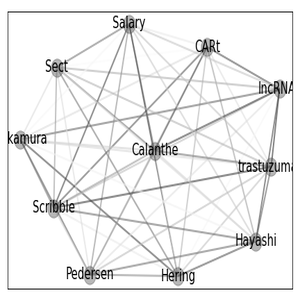 Salary
CARt
Sect
lncRNA
kamura
Calanthe
trastuzuma
Scribble
Hayashi
Pedersen
Hering